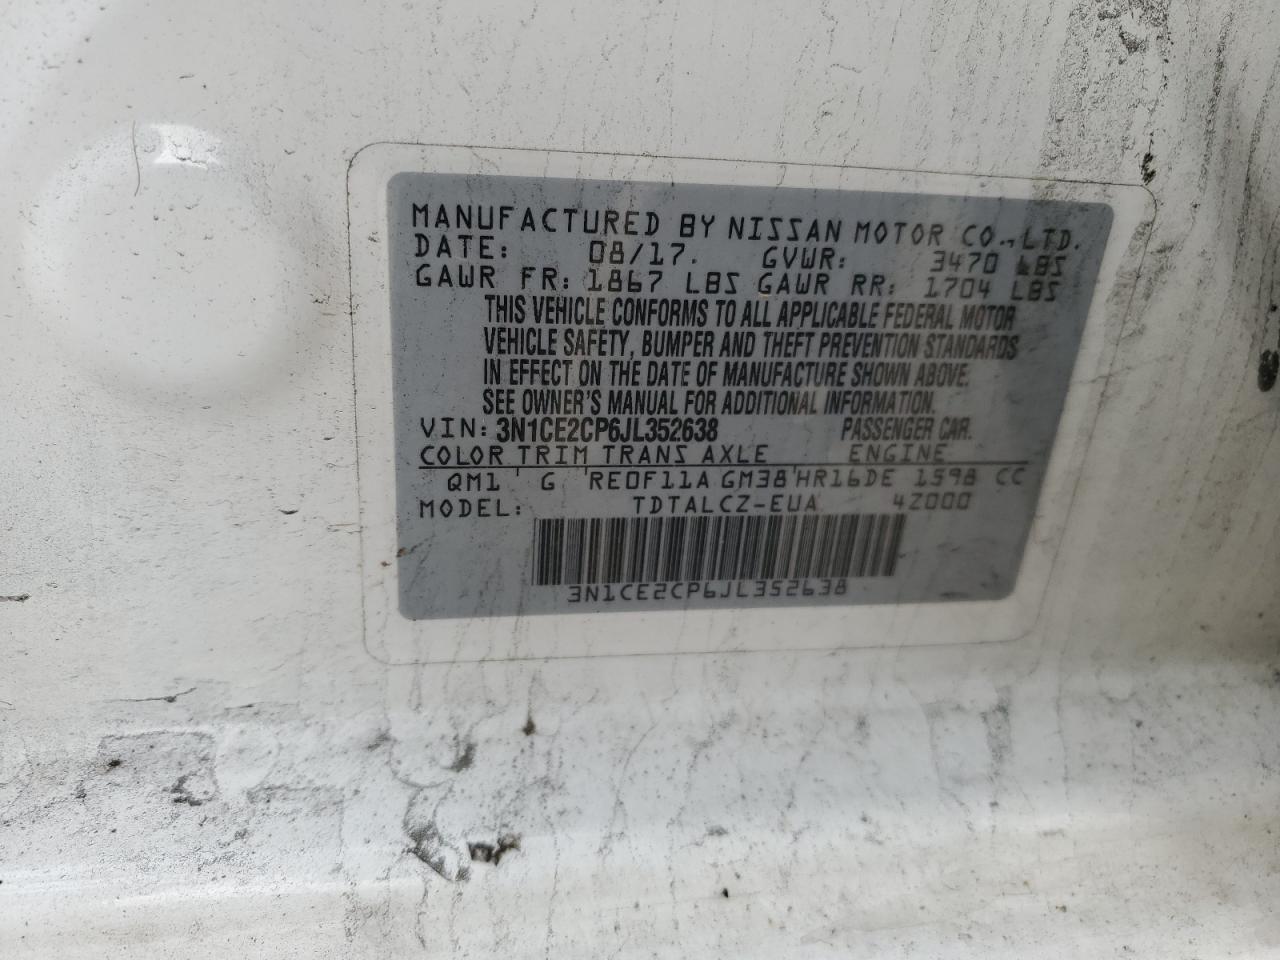 MANUFACTURED BY NISSAN MOTOR CO., LTD.
DATE: 08/17. GVWR: 3470 LBS
GAWR FR: 1867 LBS GAWR RR: 1704 LBS
THIS VEHICLE CONFORMS TO ALL APPLICABLE FEDERAL MOTOR
VEHICLE SAFETY, BUMPER AND THEFT PREVENTION STANDARDS
IN EFFECT ON THE DATE OF MANUFACTURE SHOWN ABOVE.
SEE OWNER'S MANUAL FOR ADDITIONAL INFORMATION.
VIN: 3N1CE2CP6JL352638 PASSENGER CAR.
COLOR TRIM TRANS AXLE ENGINE
QM1 ' G ' RE0F11A GM38 ' HR16DE 1598 CC
MODEL: TDTALCZ-EUA 4Z000
3N1CE2CP6JL352638